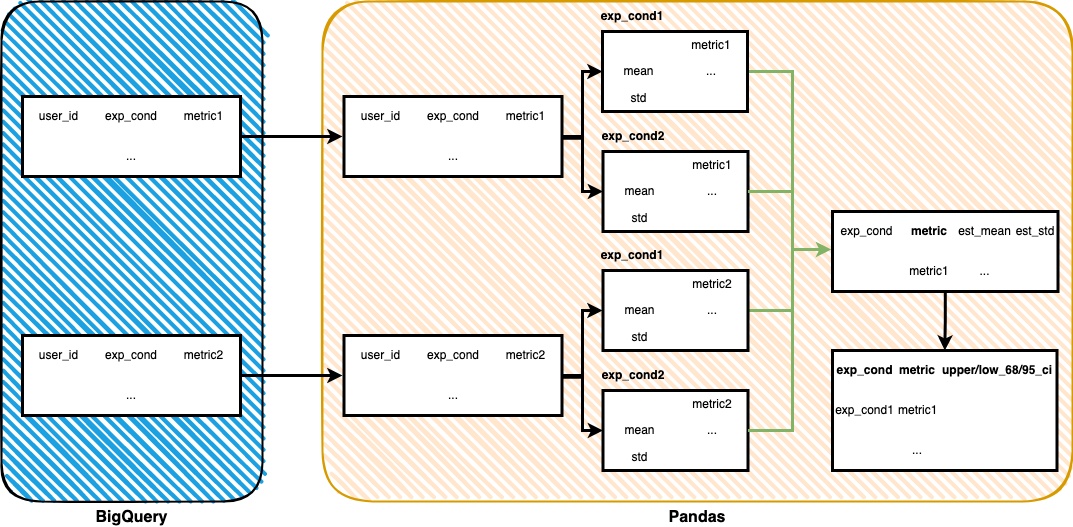 exp_cond1
metric1
mean ...
std
user_id exp_cond metric1
...
user_id exp_cond metric1
...
exp_cond2
metric1
mean ...
std
exp_cond metric est_mean est_std
metric1 ...
exp_cond1
metric2
mean ...
std
user_id exp_cond metric2
...
user_id exp_cond metric2
...
exp_cond metric upper/low_68/95_ci
exp_cond1 metric1
...
exp_cond2
metric2
mean ...
std
BigQuery
Pandas